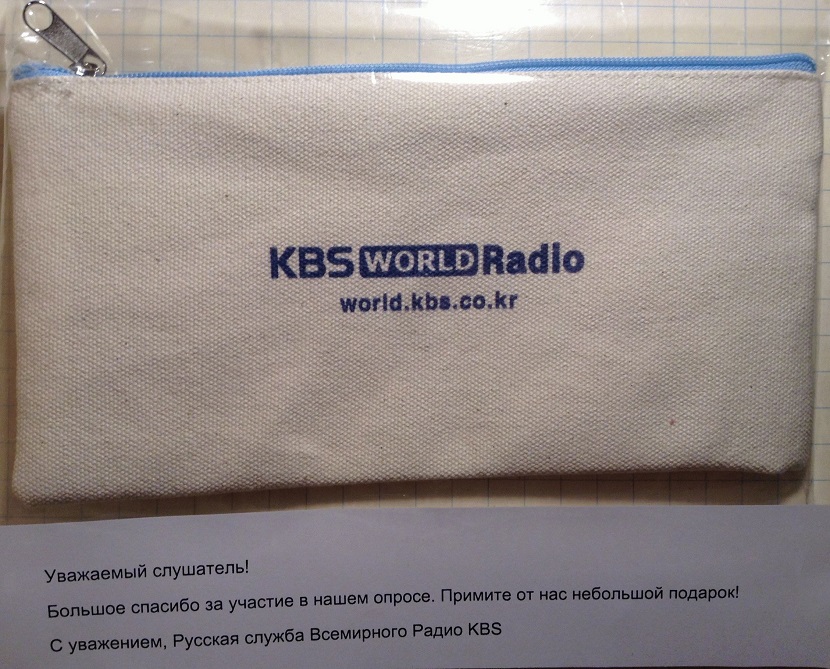 KBS WORLD Radio
world.kbs.co.kr
Уважаемый слушатель!
Большое спасибо за участие в нашем опросе. Примите от нас небольшой подарок!
С уважением, Русская служба Всемирного Радио KBS